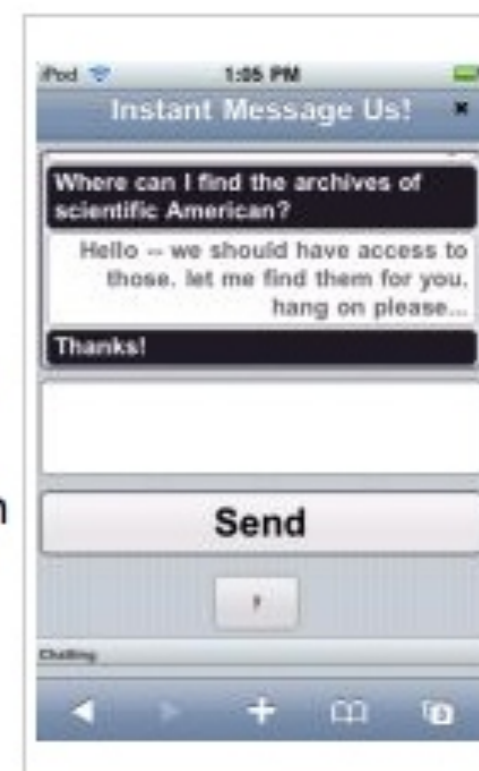 iPod 1:05 PM
Instant Message Us! ×
Where can I find the archives of
scientific American?
Hello -- we should have access to
those. let me find them for you,
hang on please...
Thanks!
n
Send
?
Chatting